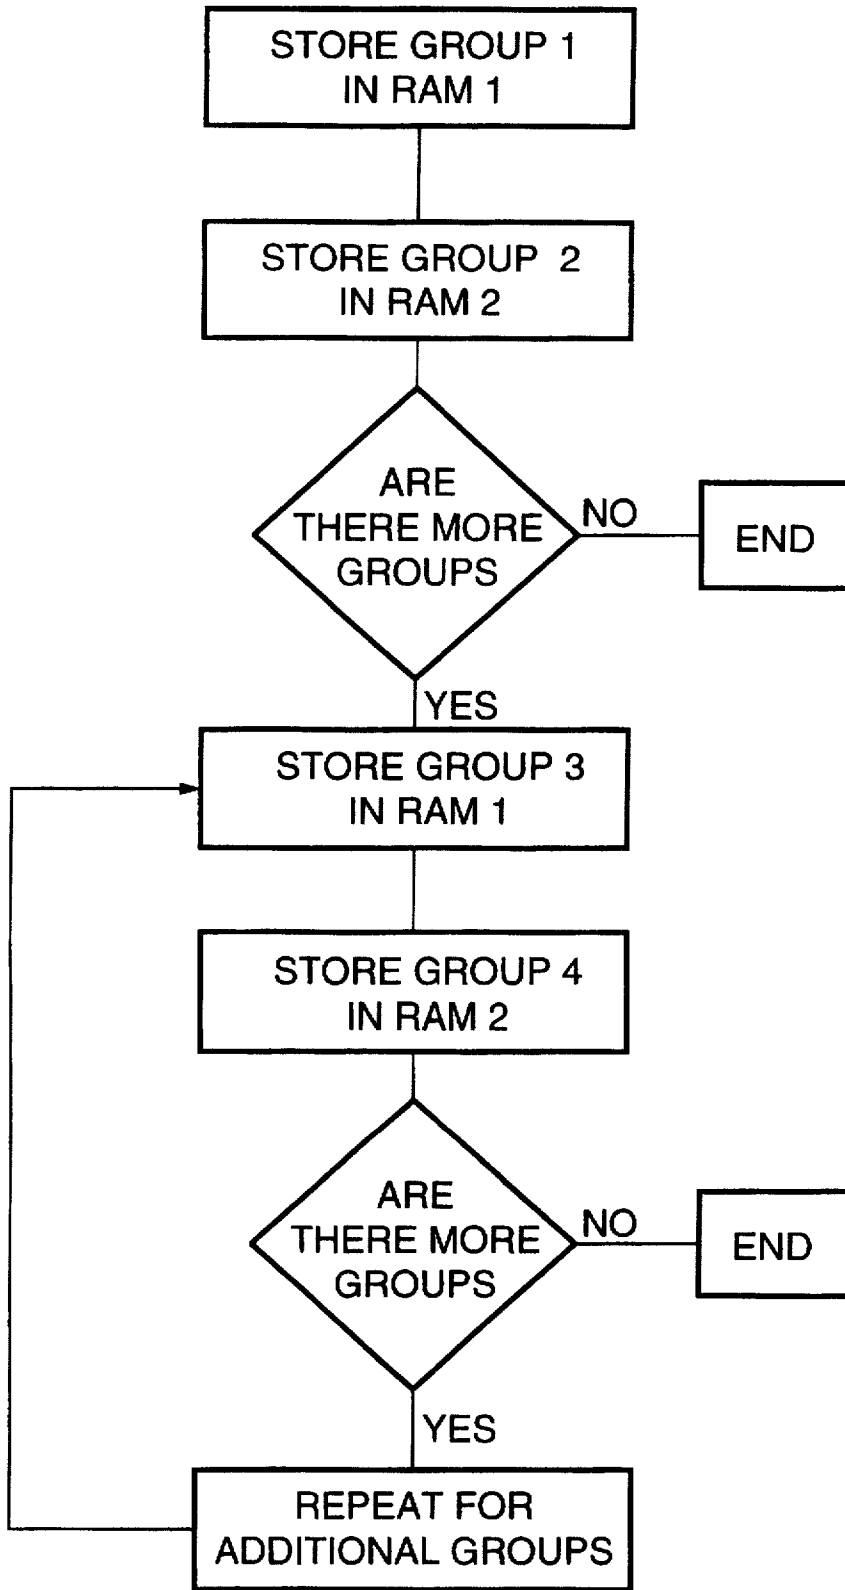 STORE GROUP 1
IN RAM 1
STORE GROUP 2
IN RAM 2
ARE
THERE MORE
GROUPS
NO
END
YES
STORE GROUP 3
IN RAM 1
STORE GROUP 4
IN RAM 2
ARE
THERE MORE
GROUPS
NO
END
YES
REPEAT FOR
ADDITIONAL GROUPS